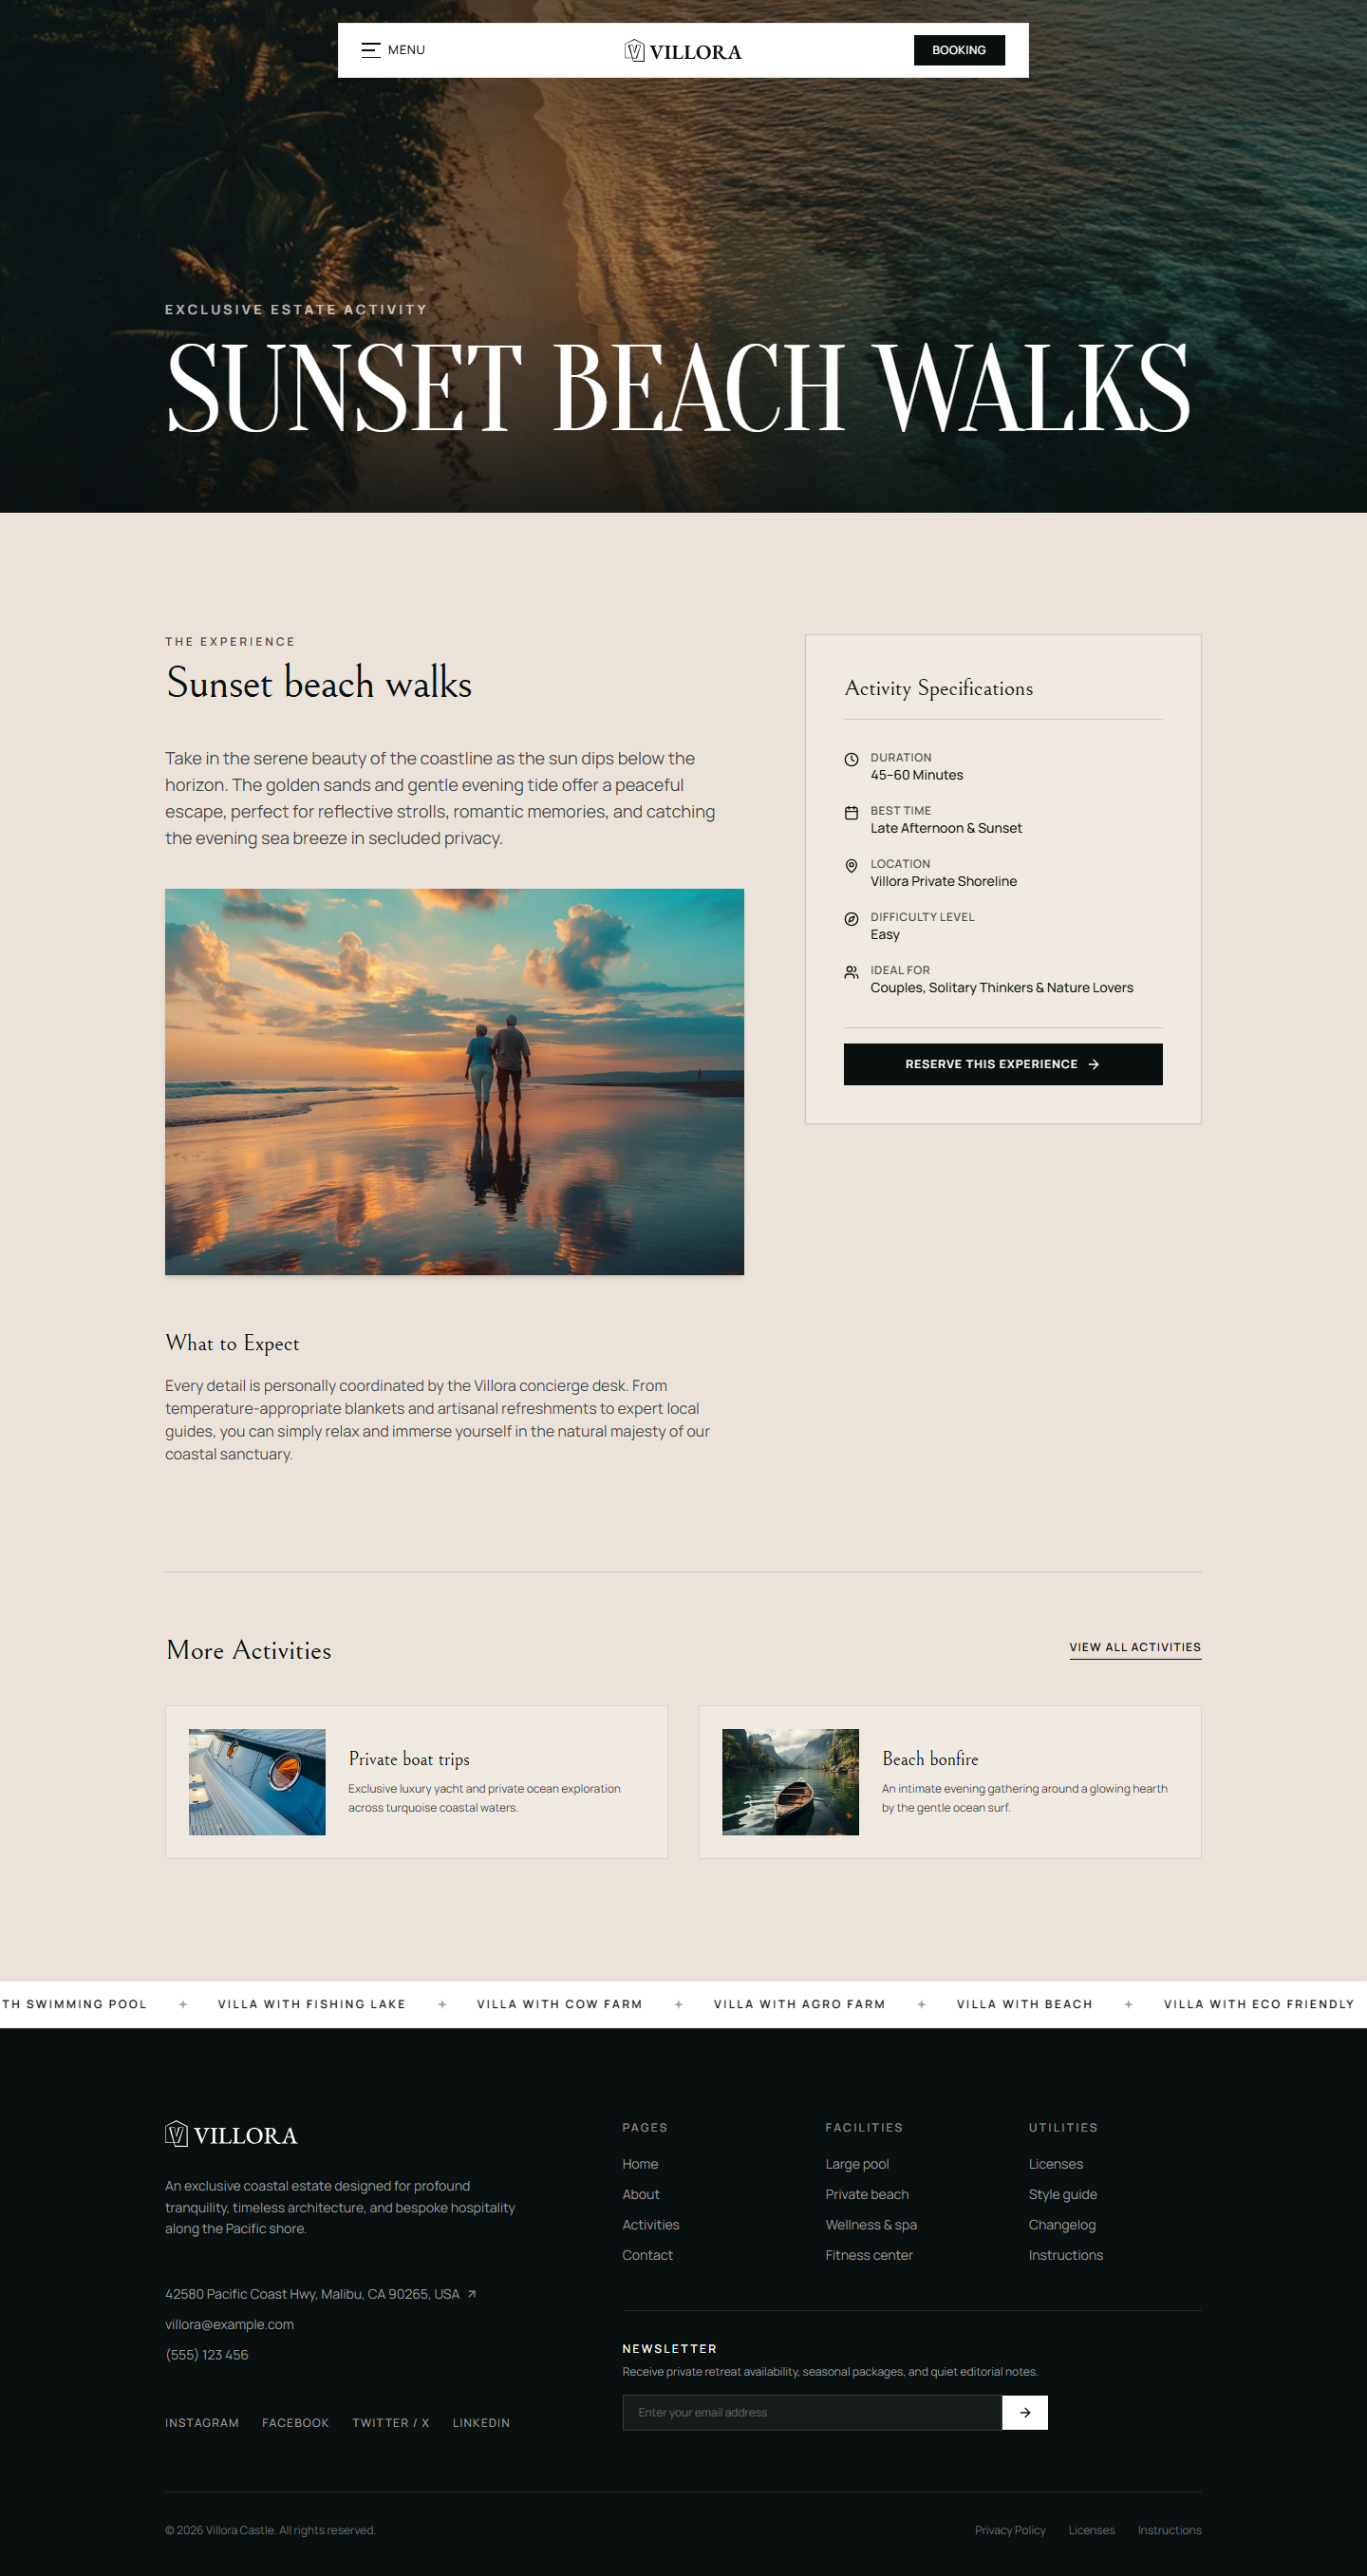 MENU
VILLORA
BOOKING
EXCLUSIVE ESTATE ACTIVITY
SUNSET BEACH WALKS
THE EXPERIENCE
Sunset beach walks
Take in the serene beauty of the coastline as the sun dips below the
horizon. The golden sands and gentle evening tide offer a peaceful
escape, perfect for reflective strolls, romantic memories, and catching
the evening sea breeze in secluded privacy.
Activity Specifications
DURATION
45–60 Minutes
BEST TIME
Late Afternoon & Sunset
LOCATION
Villora Private Shoreline
DIFFICULTY LEVEL
Easy
IDEAL FOR
Couples, Solitary Thinkers & Nature Lovers
RESERVE THIS EXPERIENCE →
What to Expect
Every detail is personally coordinated by the Villora concierge desk. From
temperature-appropriate blankets and artisanal refreshments to expert local
guides, you can simply relax and immerse yourself in the natural majesty of our
coastal sanctuary.
More Activities
VIEW ALL ACTIVITIES
Private boat trips
Exclusive luxury yacht and private ocean exploration
across turquoise coastal waters.
Beach bonfire
An intimate evening gathering around a glowing hearth
by the gentle ocean surf.
TH SWIMMING POOL + VILLA WITH FISHING LAKE + VILLA WITH COW FARM + VILLA WITH AGRO FARM + VILLA WITH BEACH + VILLA WITH ECO FRIENDLY
VILLORA
An exclusive coastal estate designed for profound
tranquility, timeless architecture, and bespoke hospitality
along the Pacific shore.
42580 Pacific Coast Hwy, Malibu, CA 90265, USA ↗
villora@example.com
(555) 123 456
INSTAGRAM FACEBOOK TWITTER / X LINKEDIN
PAGES
Home
About
Activities
Contact
FACILITIES
Large pool
Private beach
Wellness & spa
Fitness center
UTILITIES
Licenses
Style guide
Changelog
Instructions
NEWSLETTER
Receive private retreat availability, seasonal packages, and quiet editorial notes.
Enter your email address →
© 2026 Villora Castle. All rights reserved.
Privacy Policy Licenses Instructions